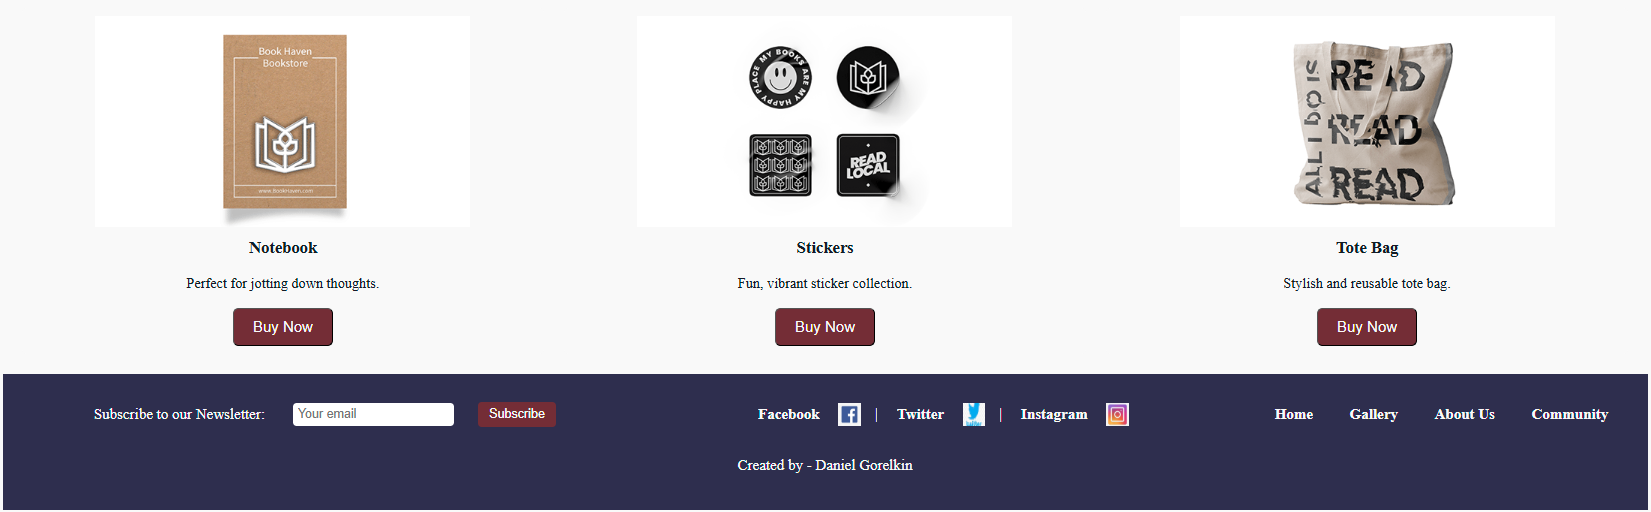 Book Haven
Bookstore
www.BookHaven.com
MY BOOKS ARE MY HAPPY PLACE
READ
LOCAL
ALL I DO IS
READ
READ
READ
Notebook
Stickers
Tote Bag
Perfect for jotting down thoughts.
Fun, vibrant sticker collection.
Stylish and reusable tote bag.
Buy Now
Buy Now
Buy Now
Subscribe to our Newsletter: Your email Subscribe
Facebook | Twitter | Instagram
Home Gallery About Us Community
Created by - Daniel Gorelkin